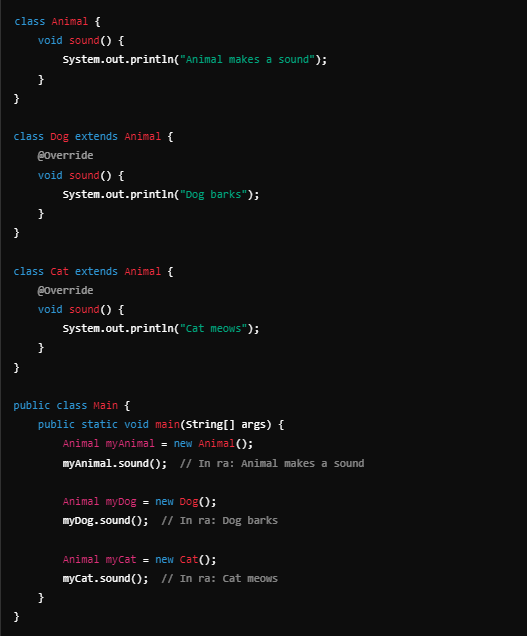 class Animal {
    void sound() {
        System.out.println("Animal makes a sound");
    }
}

class Dog extends Animal {
    @Override
    void sound() {
        System.out.println("Dog barks");
    }
}

class Cat extends Animal {
    @Override
    void sound() {
        System.out.println("Cat meows");
    }
}

public class Main {
    public static void main(String[] args) {
        Animal myAnimal = new Animal();
        myAnimal.sound();  // In ra: Animal makes a sound

        Animal myDog = new Dog();
        myDog.sound();  // In ra: Dog barks

        Animal myCat = new Cat();
        myCat.sound();  // In ra: Cat meows
    }
}